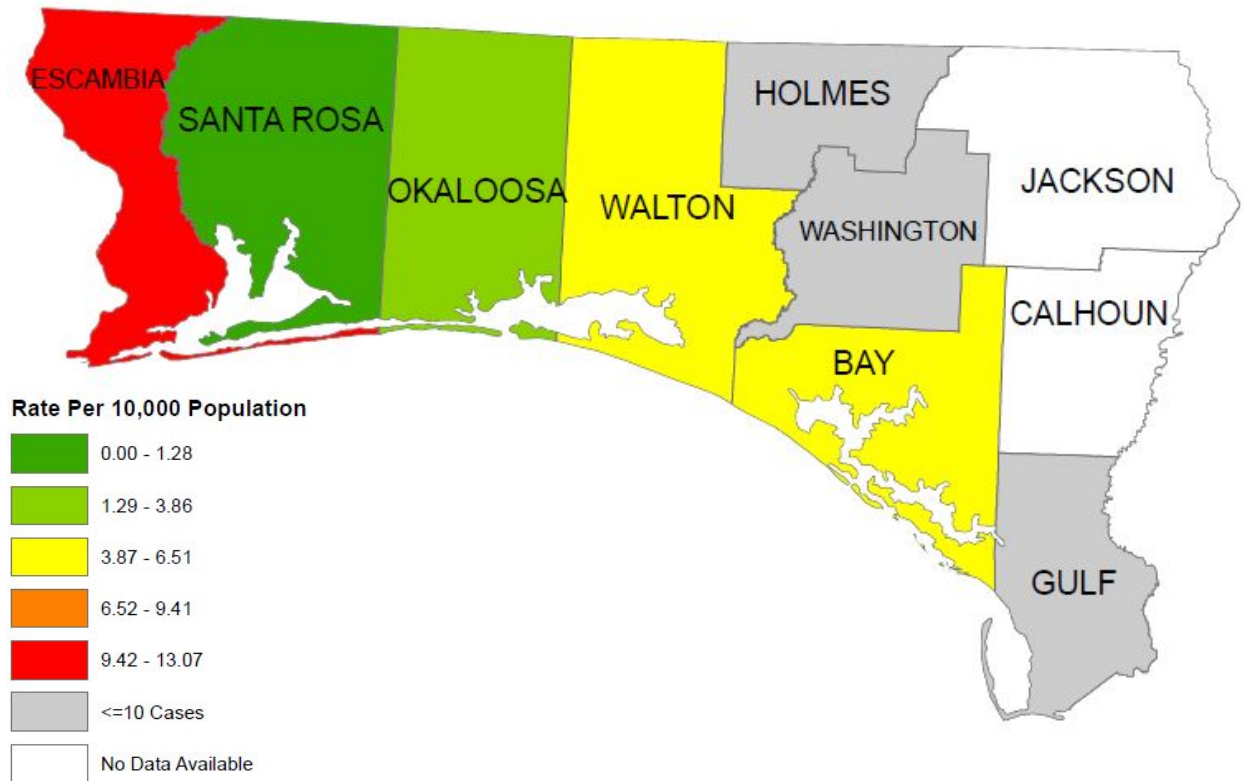 ESCAMBIA
SANTA ROSA
OKALOOSA
WALTON
HOLMES
WASHINGTON
JACKSON
CALHOUN
BAY
GULF
Rate Per 10,000 Population
0.00 - 1.28
1.29 - 3.86
3.87 - 6.51
6.52 - 9.41
9.42 - 13.07
<=10 Cases
No Data Available